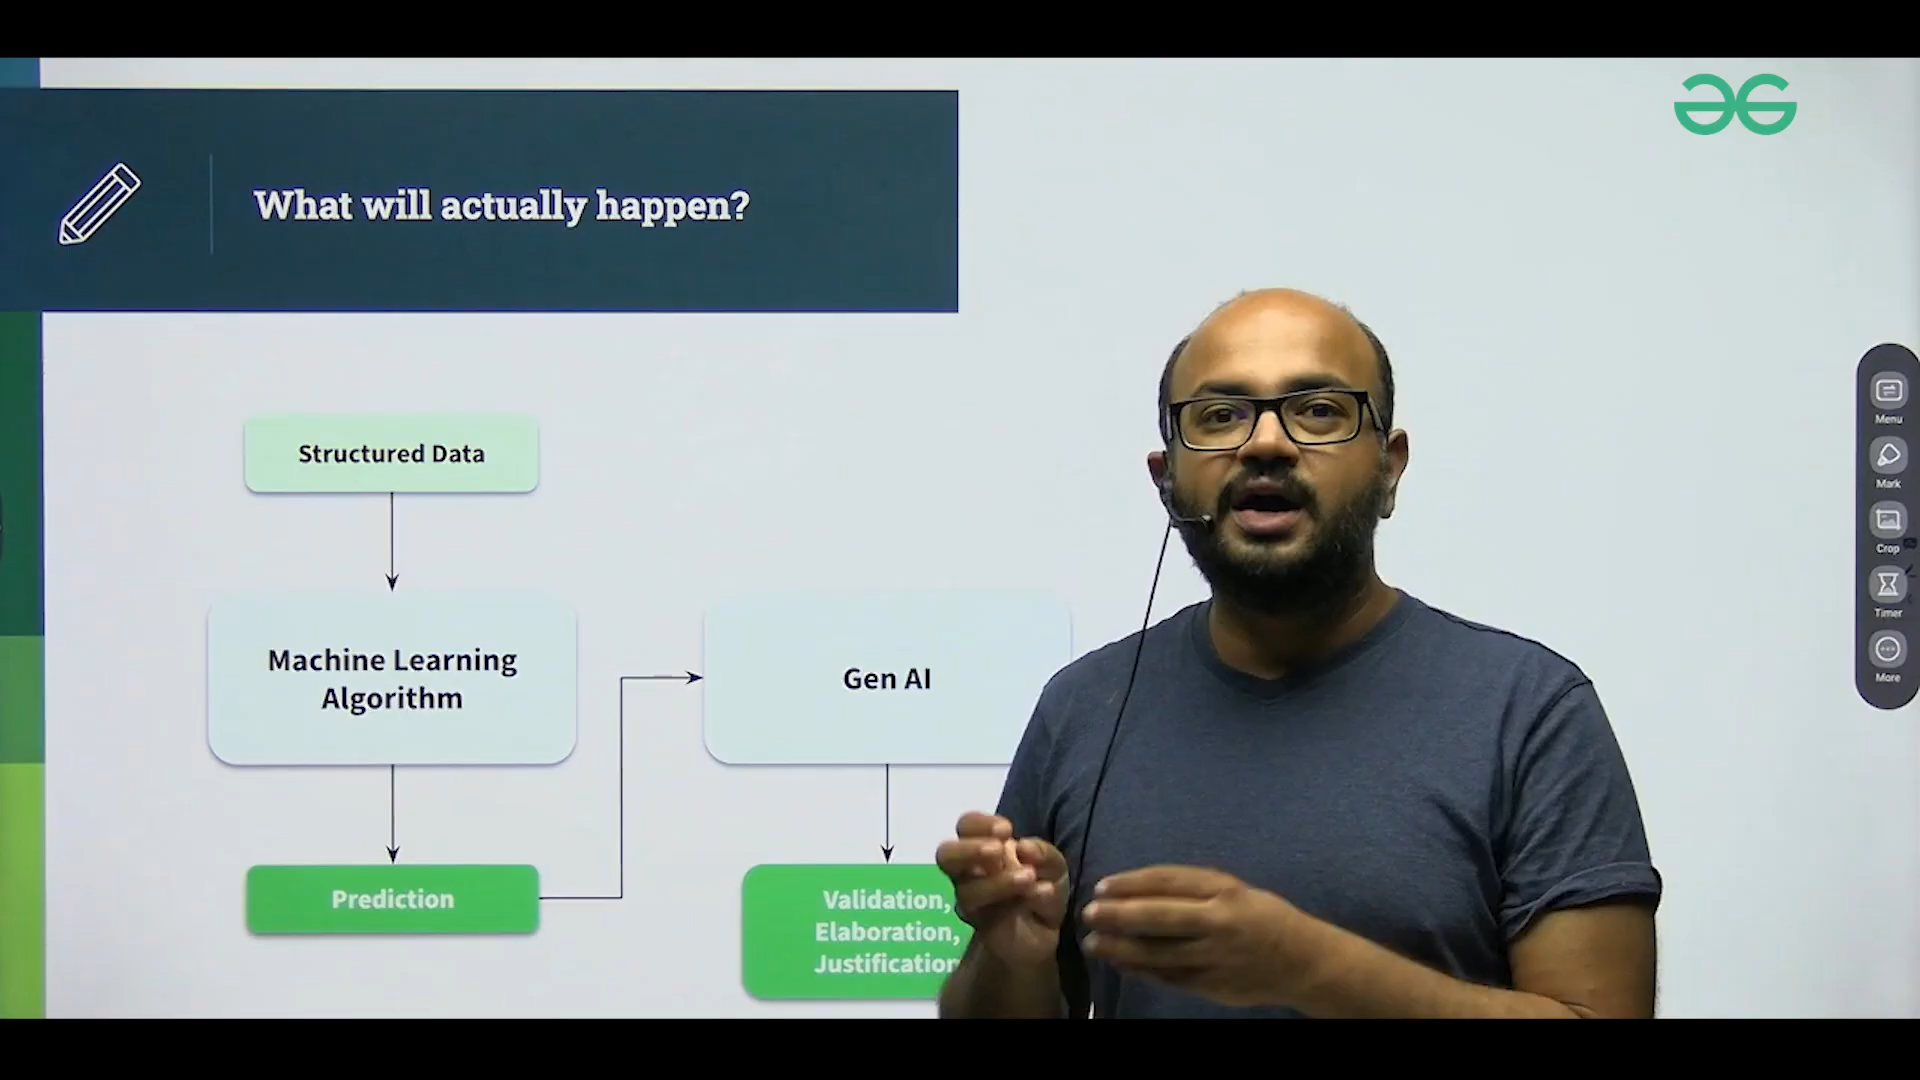 What will actually happen?
Structured Data
Machine Learning
Algorithm
Gen AI
Prediction
Validation,
Elaboration,
Justification
Menu
Mark
Crop
Timer
More